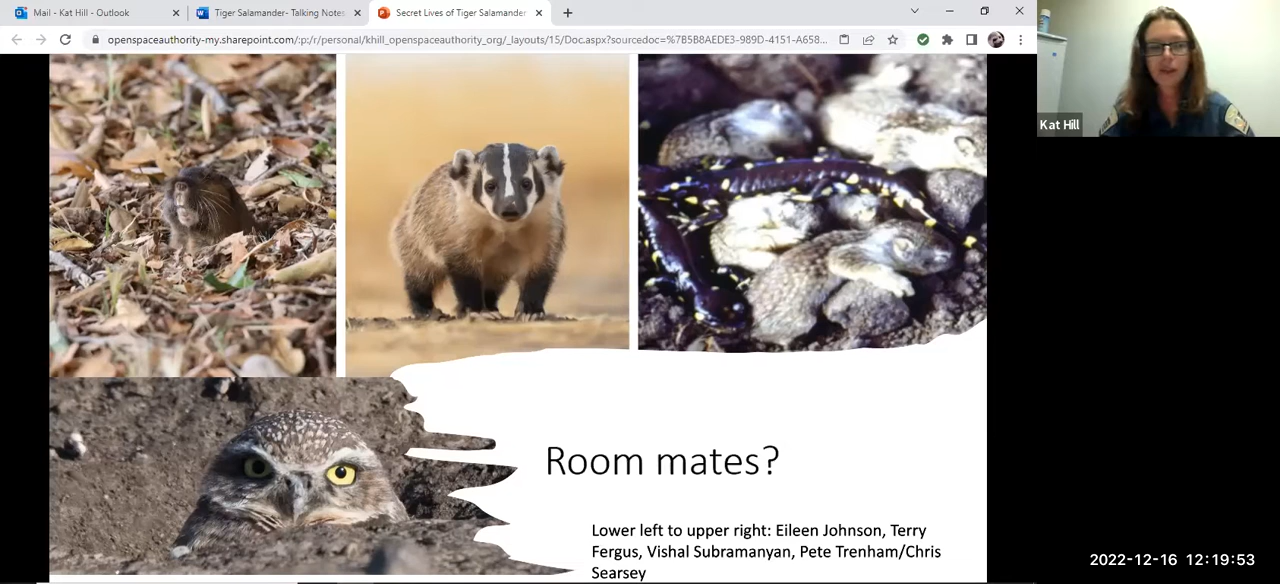 Mail - Kat Hill - Outlook
Tiger Salamander- Talking Notes
Secret Lives of Tiger Salamander
openspaceauthority-my.sharepoint.com/:p:/r/personal/khill_openspaceauthority_org/_layouts/15/Doc.aspx?sourcedoc=%7B5B8AEDE3-989D-4151-A658...
Kat Hill
Room mates?
Lower left to upper right: Eileen Johnson, Terry
Fergus, Vishal Subramanyan, Pete Trenham/Chris
Searsey
2022-12-16 12:19:53